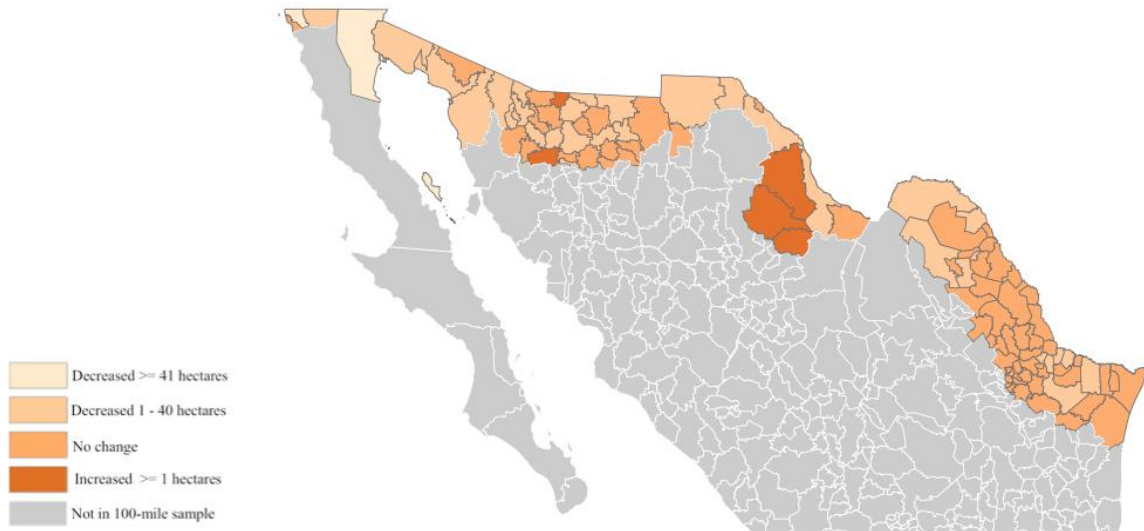 Decreased >= 41 hectares
Decreased 1 - 40 hectares
No change
Increased >= 1 hectares
Not in 100-mile sample